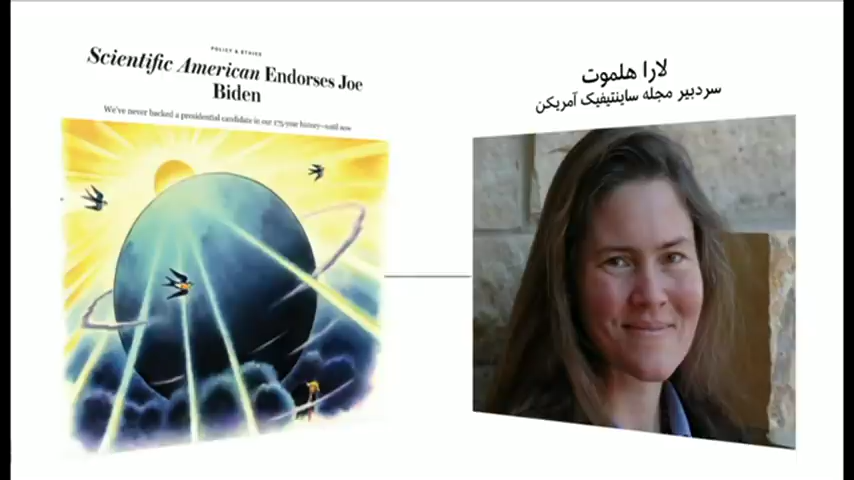 POLICY & ETHICS
Scientific American Endorses Joe
Biden
We've never backed a presidential candidate in our 175-year history—until now
لارا هلموت
سردبیر مجله ساینتیفیک آمریکن